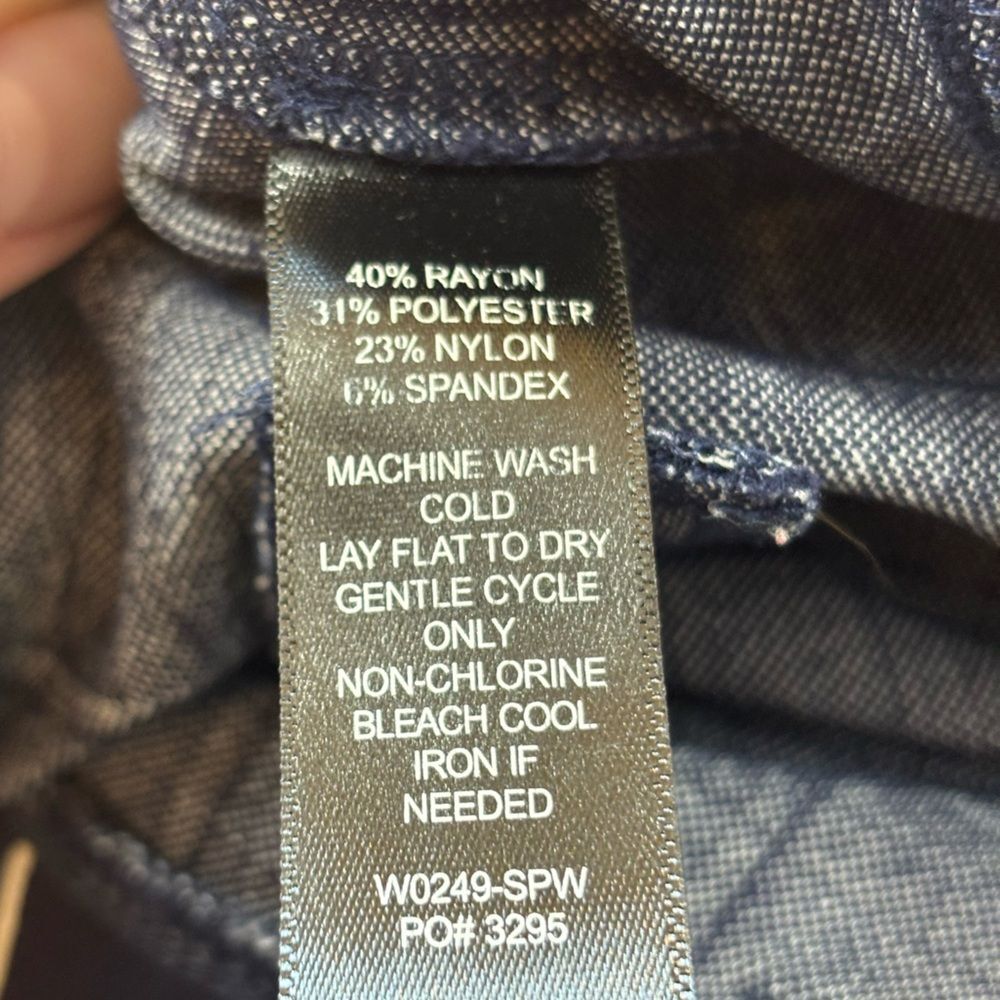 40% RAYON
31% POLYESTER
23% NYLON
6% SPANDEX
MACHINE WASH
COLD
LAY FLAT TO DRY
GENTLE CYCLE
ONLY
NON-CHLORINE
BLEACH COOL
IRON IF
NEEDED
W0249-SPW
PO# 3295